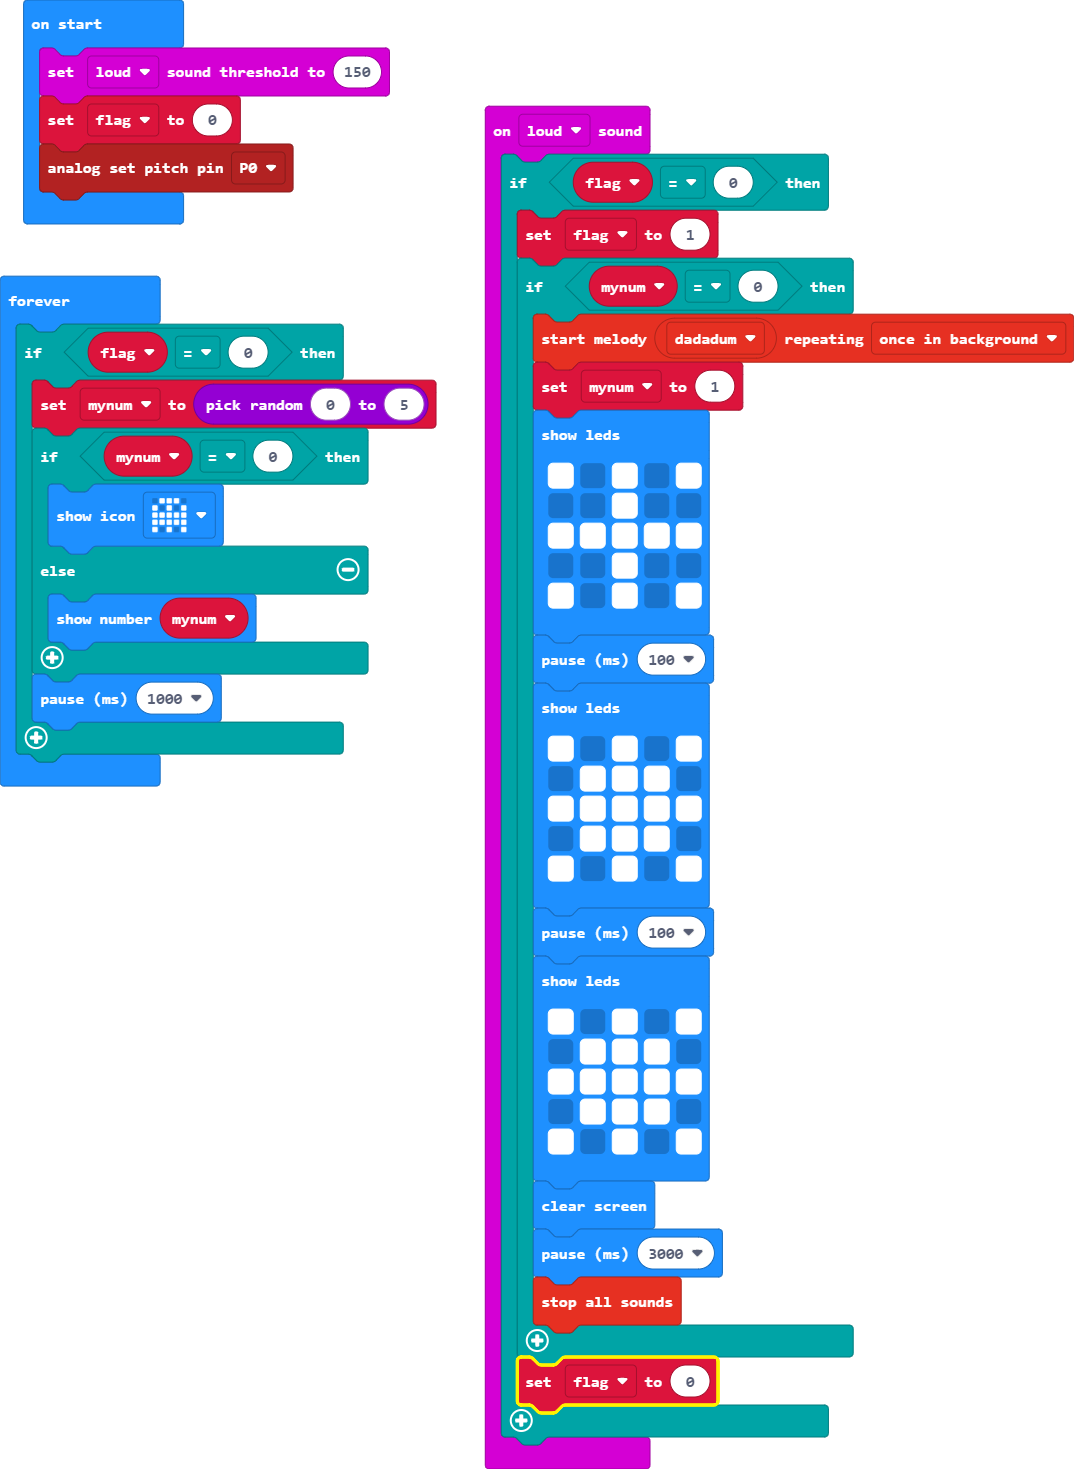 on start
set loud sound threshold to 150
set flag to 0
analog set pitch pin P0
forever
if flag = 0 then
set mynum to pick random 0 to 5
if mynum = 0 then
show icon
else
show number mynum
pause (ms) 1000
on loud sound
if flag = 0 then
set flag to 1
if mynum = 0 then
start melody dadadum repeating once in background
set mynum to 1
show leds
pause (ms) 100
show leds
pause (ms) 100
show leds
clear screen
pause (ms) 3000
stop all sounds
set flag to 0